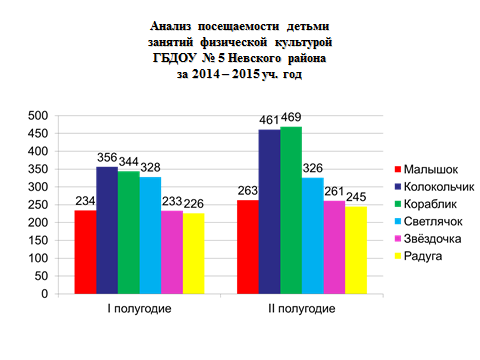 Анализ посещаемости детьми
занятий физической культурой
ГБДОУ № 5 Невского района
за 2014 – 2015 уч. год
500
450
400
350
300
250
200
150
100
50
0
234
356
344
328
233
226
263
461
469
326
261
245
I полугодие
II полугодие
Малышок
Колокольчик
Кораблик
Светлячок
Звёздочка
Радуга